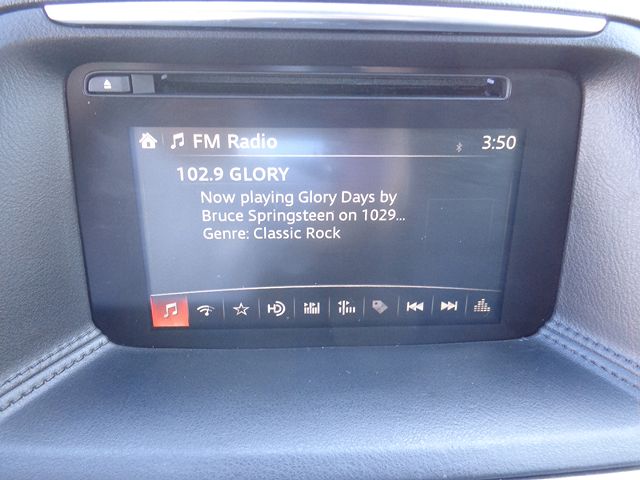 FM Radio 3:50
102.9 GLORY
Now playing Glory Days by
Bruce Springsteen on 1029...
Genre: Classic Rock
HD